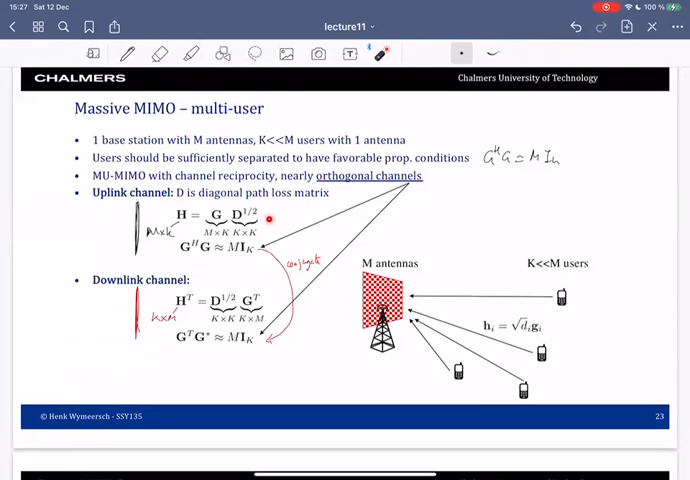 15:27 Sat 12 Dec
100 %
lecture11
CHALMERS
Chalmers University of Technology
Massive MIMO – multi-user
• 1 base station with M antennas, K<<M users with 1 antenna
• Users should be sufficiently separated to have favorable prop. conditions
G^H G = M I_K
• MU-MIMO with channel reciprocity, nearly orthogonal channels
• Uplink channel: D is diagonal path loss matrix
H = G D^{1/2}
M×K
M×K K×K
G^H G ≈ MI_K
conjugate
• Downlink channel:
H^T = D^{1/2} G^T
K×M
K×K K×M
G^T G^* ≈ MI_K
M antennas
K<<M users
h_i = √d_i g_i
© Henk Wymeersch - SSY135
23